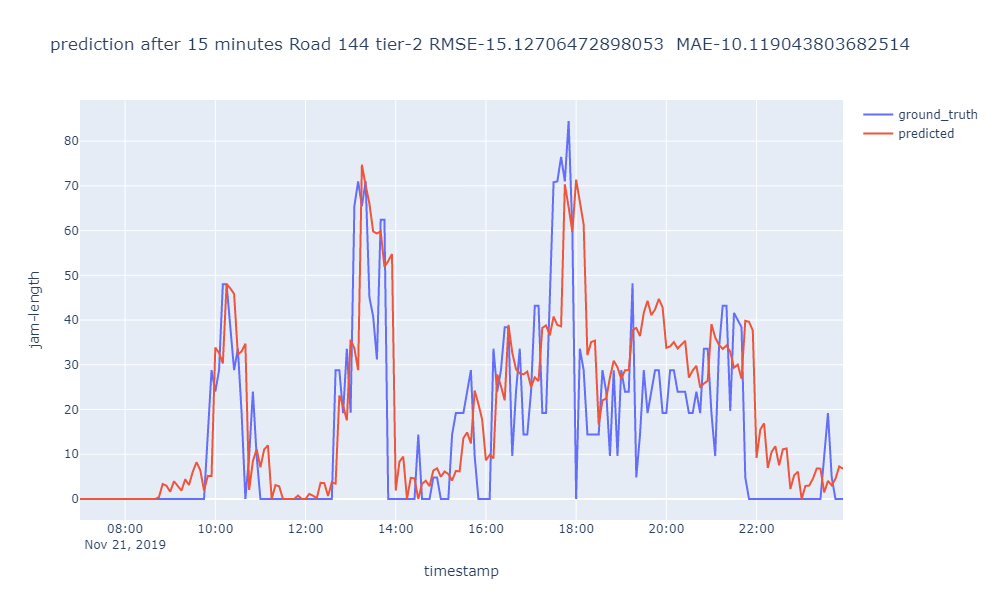 prediction after 15 minutes Road 144 tier-2 RMSE-15.12706472898053  MAE-10.119043803682514
ground_truth
predicted
jam-length
80
70
60
50
40
30
20
10
0
08:00 10:00 12:00 14:00 16:00 18:00 20:00 22:00
Nov 21, 2019
timestamp